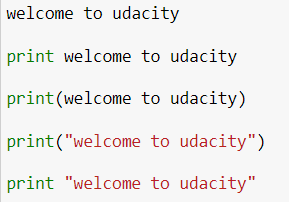 welcome to udacity
print welcome to udacity
print(welcome to udacity)
print("welcome to udacity")
print "welcome to udacity"